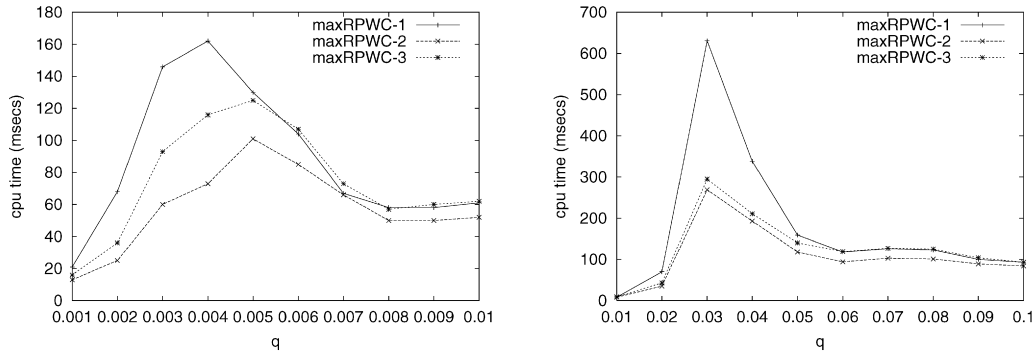 180
160
140
120
100
80
60
40
20
0
cpu time (msecs)
maxRPWC-1
maxRPWC-2
maxRPWC-3
0.001 0.002 0.003 0.004 0.005 0.006 0.007 0.008 0.009 0.01
q
700
600
500
400
300
200
100
0
cpu time (msecs)
maxRPWC-1
maxRPWC-2
maxRPWC-3
0.01 0.02 0.03 0.04 0.05 0.06 0.07 0.08 0.09 0.1
q